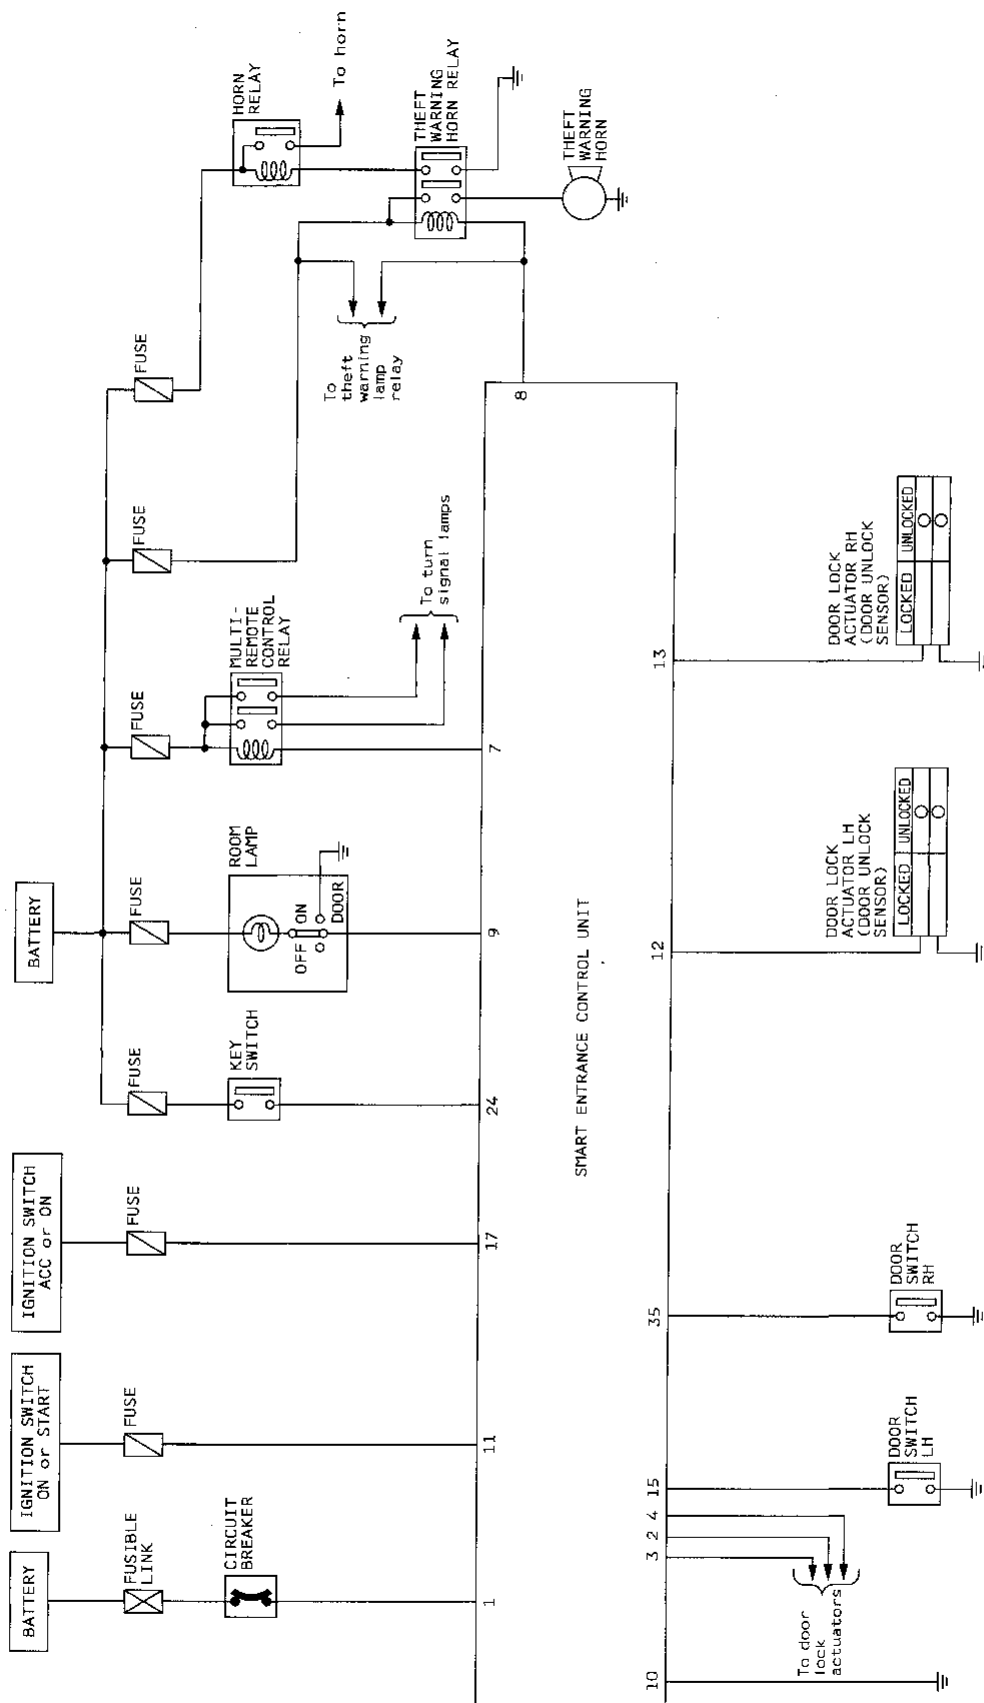 BATTERY
FUSIBLE
LINK
CIRCUIT
BREAKER
1
IGNITION SWITCH
ON or START
FUSE
11
IGNITION SWITCH
ACC or ON
FUSE
17
BATTERY
FUSE
KEY
SWITCH
24
FUSE
ROOM
LAMP
OFF
ON
DOOR
9
FUSE
MULTI-
REMOTE
CONTROL
RELAY
To turn
signal lamps
7
FUSE
FUSE
To
theft
warning
lamp
relay
HORN
RELAY
To horn
THEFT
WARNING
HORN RELAY
THEFT
WARNING
HORN
8
SMART ENTRANCE CONTROL UNIT
10
3
2
4
15
35
12
13
To door
lock
actuators
DOOR
SWITCH
LH
DOOR
SWITCH
RH
DOOR LOCK
ACTUATOR LH
(DOOR UNLOCK
SENSOR)
LOCKED
UNLOCKED
DOOR LOCK
ACTUATOR RH
(DOOR UNLOCK
SENSOR)
LOCKED
UNLOCKED